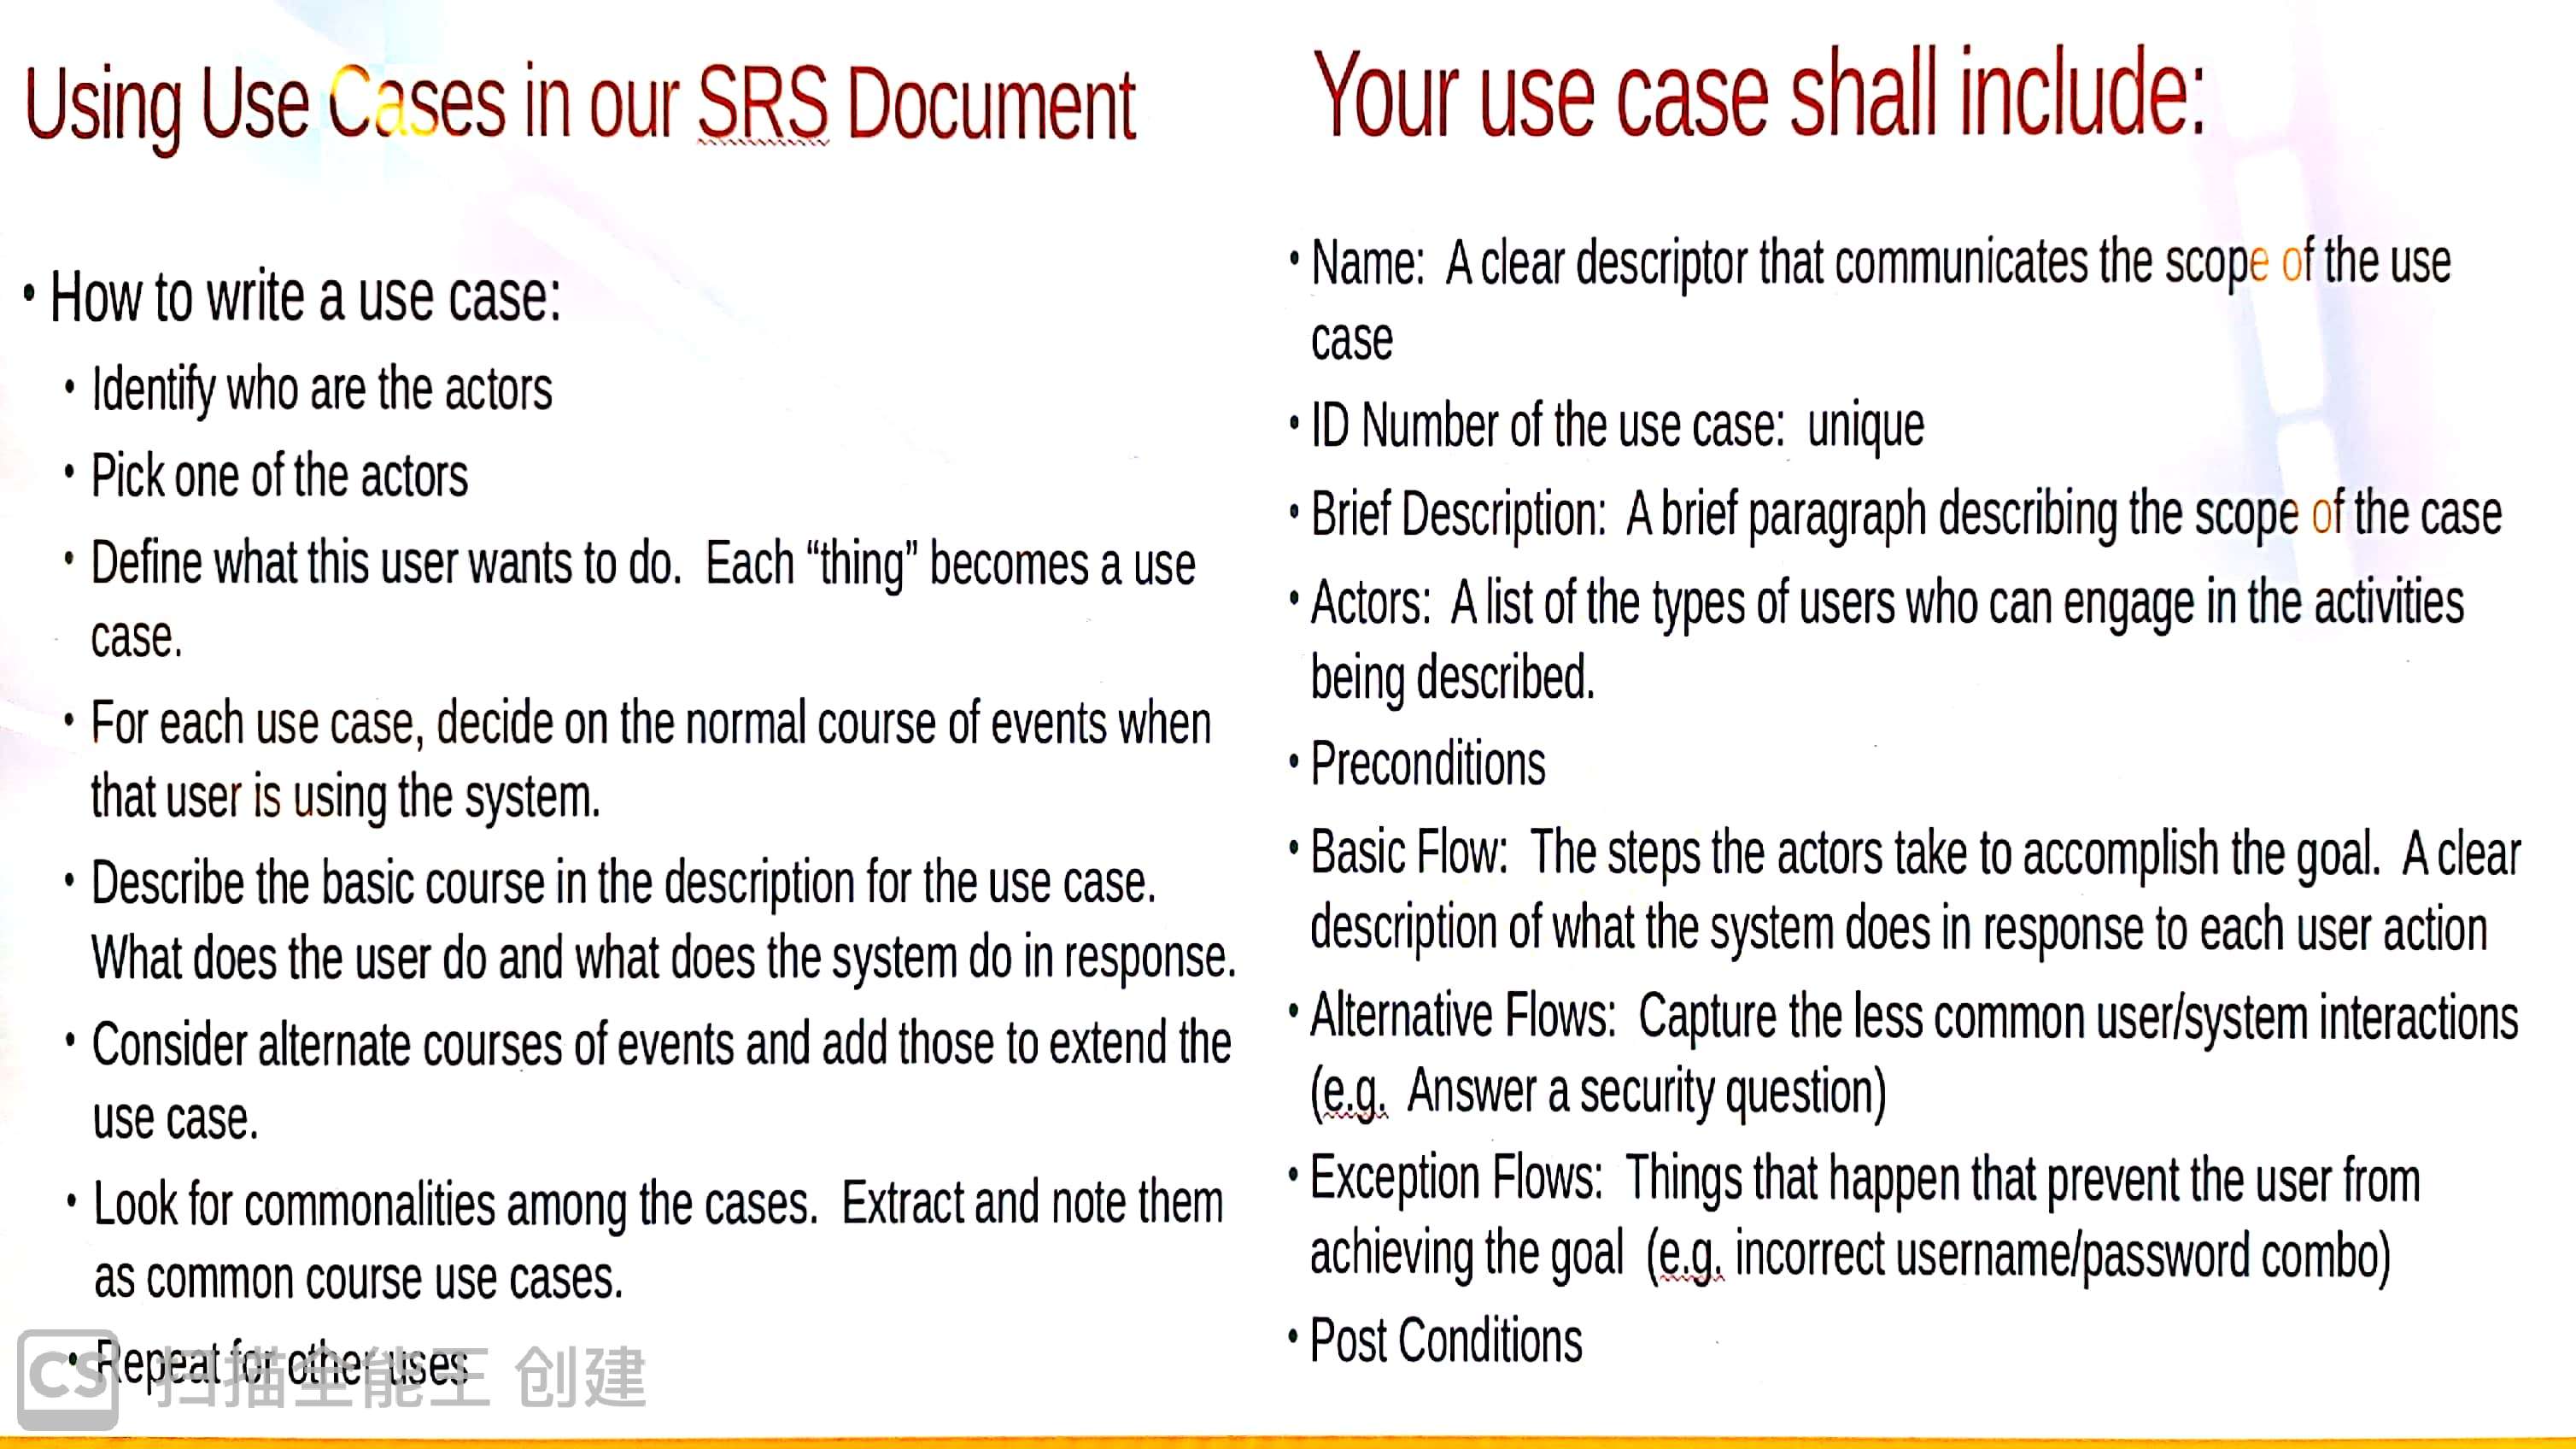 Using Use Cases in our SRS Document
• How to write a use case:
• Identify who are the actors
• Pick one of the actors
• Define what this user wants to do.  Each “thing” becomes a use
case.
• For each use case, decide on the normal course of events when
that user is using the system.
• Describe the basic course in the description for the use case.
What does the user do and what does the system do in response.
• Consider alternate courses of events and add those to extend the
use case.
• Look for commonalities among the cases.  Extract and note them
as common course use cases.
• Repeat for other uses
CS 扫描全能王 创建
Your use case shall include:
• Name:  A clear descriptor that communicates the scope of the use
case
• ID Number of the use case:  unique
• Brief Description:  A brief paragraph describing the scope of the case
• Actors:  A list of the types of users who can engage in the activities
being described.
• Preconditions
• Basic Flow:  The steps the actors take to accomplish the goal.  A clear
description of what the system does in response to each user action
• Alternative Flows:  Capture the less common user/system interactions
(e.g.  Answer a security question)
• Exception Flows:  Things that happen that prevent the user from
achieving the goal  (e.g. incorrect username/password combo)
• Post Conditions